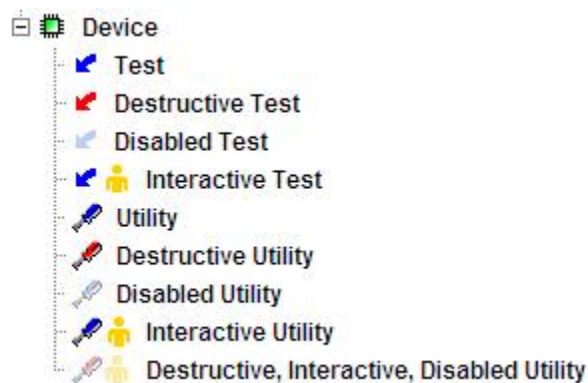 Device
Test
Destructive Test
Disabled Test
Interactive Test
Utility
Destructive Utility
Disabled Utility
Interactive Utility
Destructive, Interactive, Disabled Utility